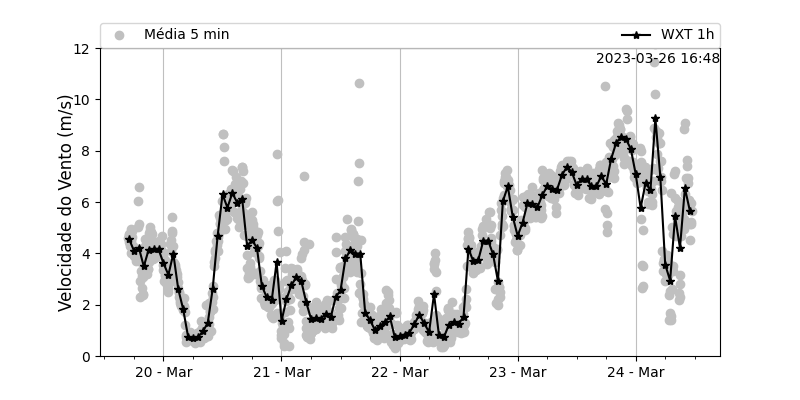 Média 5 min
WXT 1h
2023-03-26 16:48
Velocidade do Vento (m/s)
12
10
8
6
4
2
0
20 - Mar
21 - Mar
22 - Mar
23 - Mar
24 - Mar